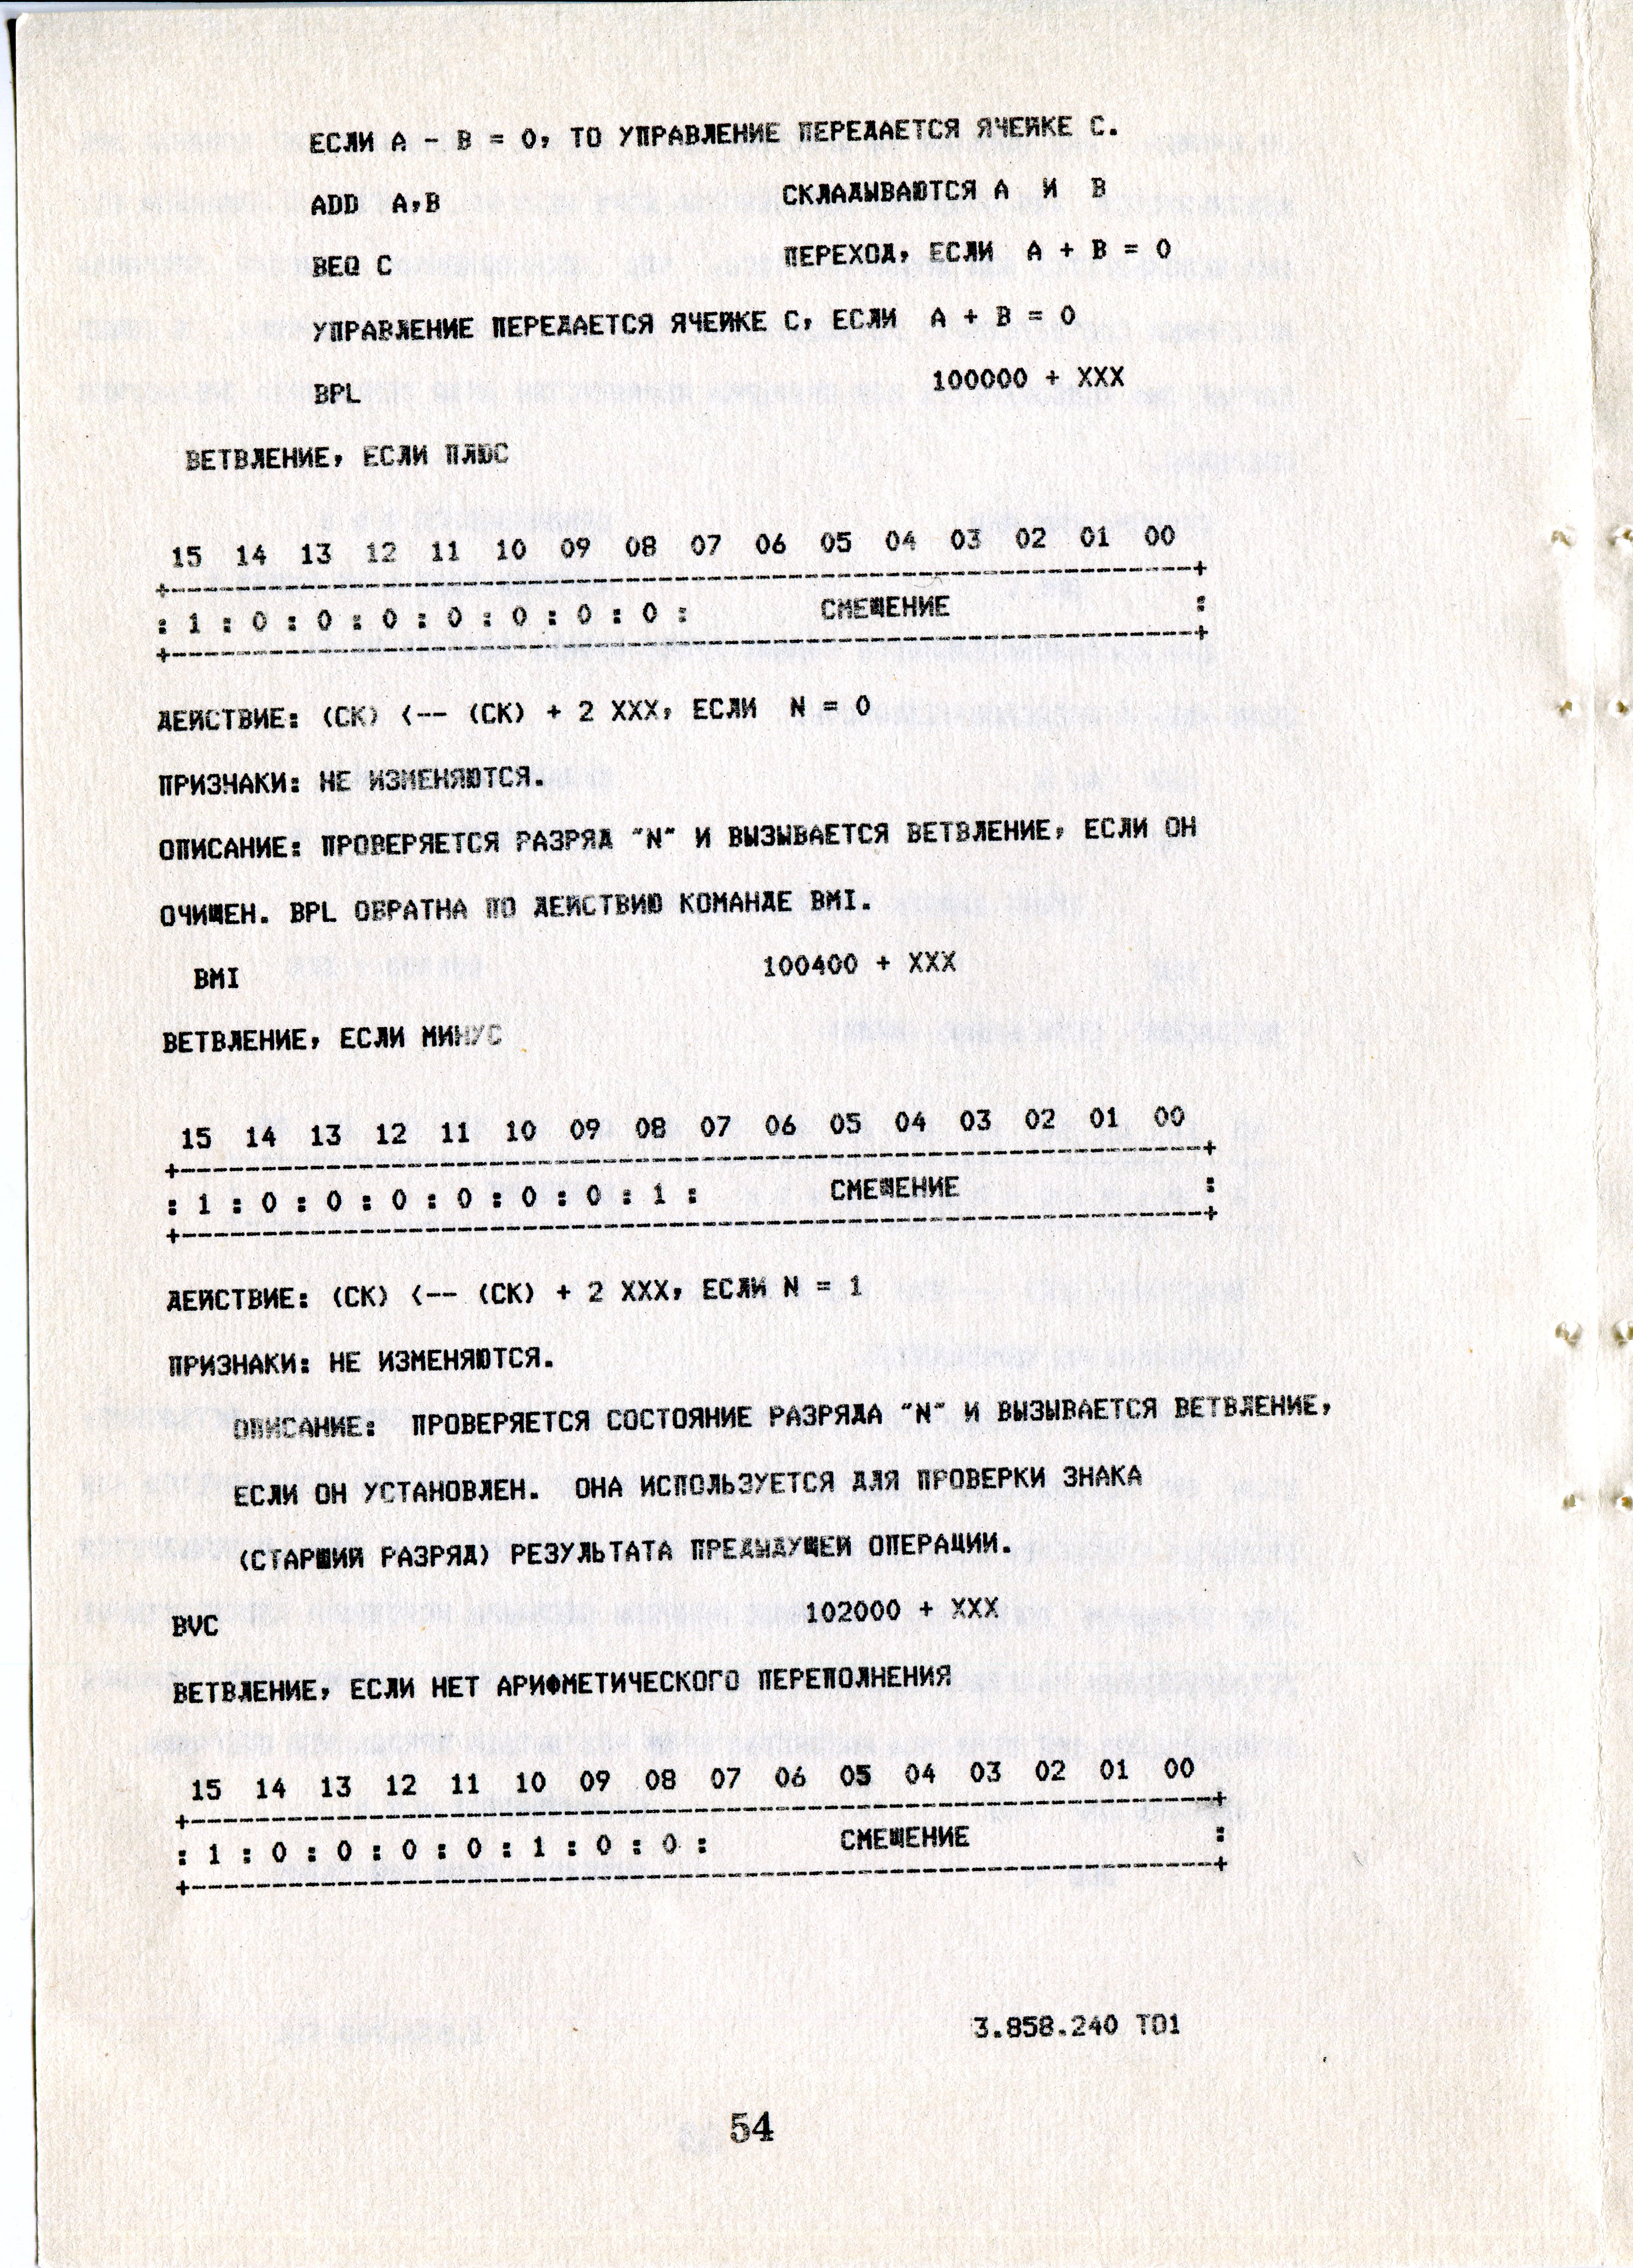 ЕСЛИ A - B = 0, ТО УПРАВЛЕНИЕ ПЕРЕДАЕТСЯ ЯЧЕЙКЕ C.
ADD  A,B                     СКЛАДЫВАЮТСЯ A  И  B
BEQ C                        ПЕРЕХОД, ЕСЛИ  A + B = 0
УПРАВЛЕНИЕ ПЕРЕДАЕТСЯ ЯЧЕЙКЕ C, ЕСЛИ  A + B = 0
BPL                                   100000 + XXX
ВЕТВЛЕНИЕ, ЕСЛИ ПЛЮС
15  14  13  12  11  10  09  08  07  06  05  04  03  02  01  00
+---------------------------------------------------------------+
: 1 : 0 : 0 : 0 : 0 : 0 : 0 : 0 :        СМЕЩЕНИЕ               :
+---------------------------------------------------------------+
ДЕЙСТВИЕ: (СК) <-- (СК) + 2 XXX, ЕСЛИ  N = 0
ПРИЗНАКИ: НЕ ИЗМЕНЯЮТСЯ.
ОПИСАНИЕ: ПРОВЕРЯЕТСЯ РАЗРЯД "N" И ВЫЗЫВАЕТСЯ ВЕТВЛЕНИЕ, ЕСЛИ ОН
ОЧИЩЕН. BPL ОБРАТНА ПО ДЕЙСТВИЮ КОМАНДЕ BMI.
BMI                                100400 + XXX
ВЕТВЛЕНИЕ, ЕСЛИ МИНУС
15  14  13  12  11  10  09  08  07  06  05  04  03  02  01  00
+---------------------------------------------------------------+
: 1 : 0 : 0 : 0 : 0 : 0 : 0 : 1 :        СМЕЩЕНИЕ               :
+---------------------------------------------------------------+
ДЕЙСТВИЕ: (СК) <-- (СК) + 2 XXX, ЕСЛИ N = 1
ПРИЗНАКИ: НЕ ИЗМЕНЯЮТСЯ.
ОПИСАНИЕ:  ПРОВЕРЯЕТСЯ СОСТОЯНИЕ РАЗРЯДА "N" И ВЫЗЫВАЕТСЯ ВЕТВЛЕНИЕ,
ЕСЛИ ОН УСТАНОВЛЕН.  ОНА ИСПОЛЬЗУЕТСЯ ДЛЯ ПРОВЕРКИ ЗНАКА
(СТАРШИЙ РАЗРЯД) РЕЗУЛЬТАТА ПРЕДЫДУЩЕЙ ОПЕРАЦИИ.
BVC                                    102000 + XXX
ВЕТВЛЕНИЕ, ЕСЛИ НЕТ АРИФМЕТИЧЕСКОГО ПЕРЕПОЛНЕНИЯ
15  14  13  12  11  10  09  08  07  06  05  04  03  02  01  00
+---------------------------------------------------------------+
: 1 : 0 : 0 : 0 : 0 : 1 : 0 : 0 :        СМЕЩЕНИЕ               :
+---------------------------------------------------------------+
3.858.240 ТО1
54